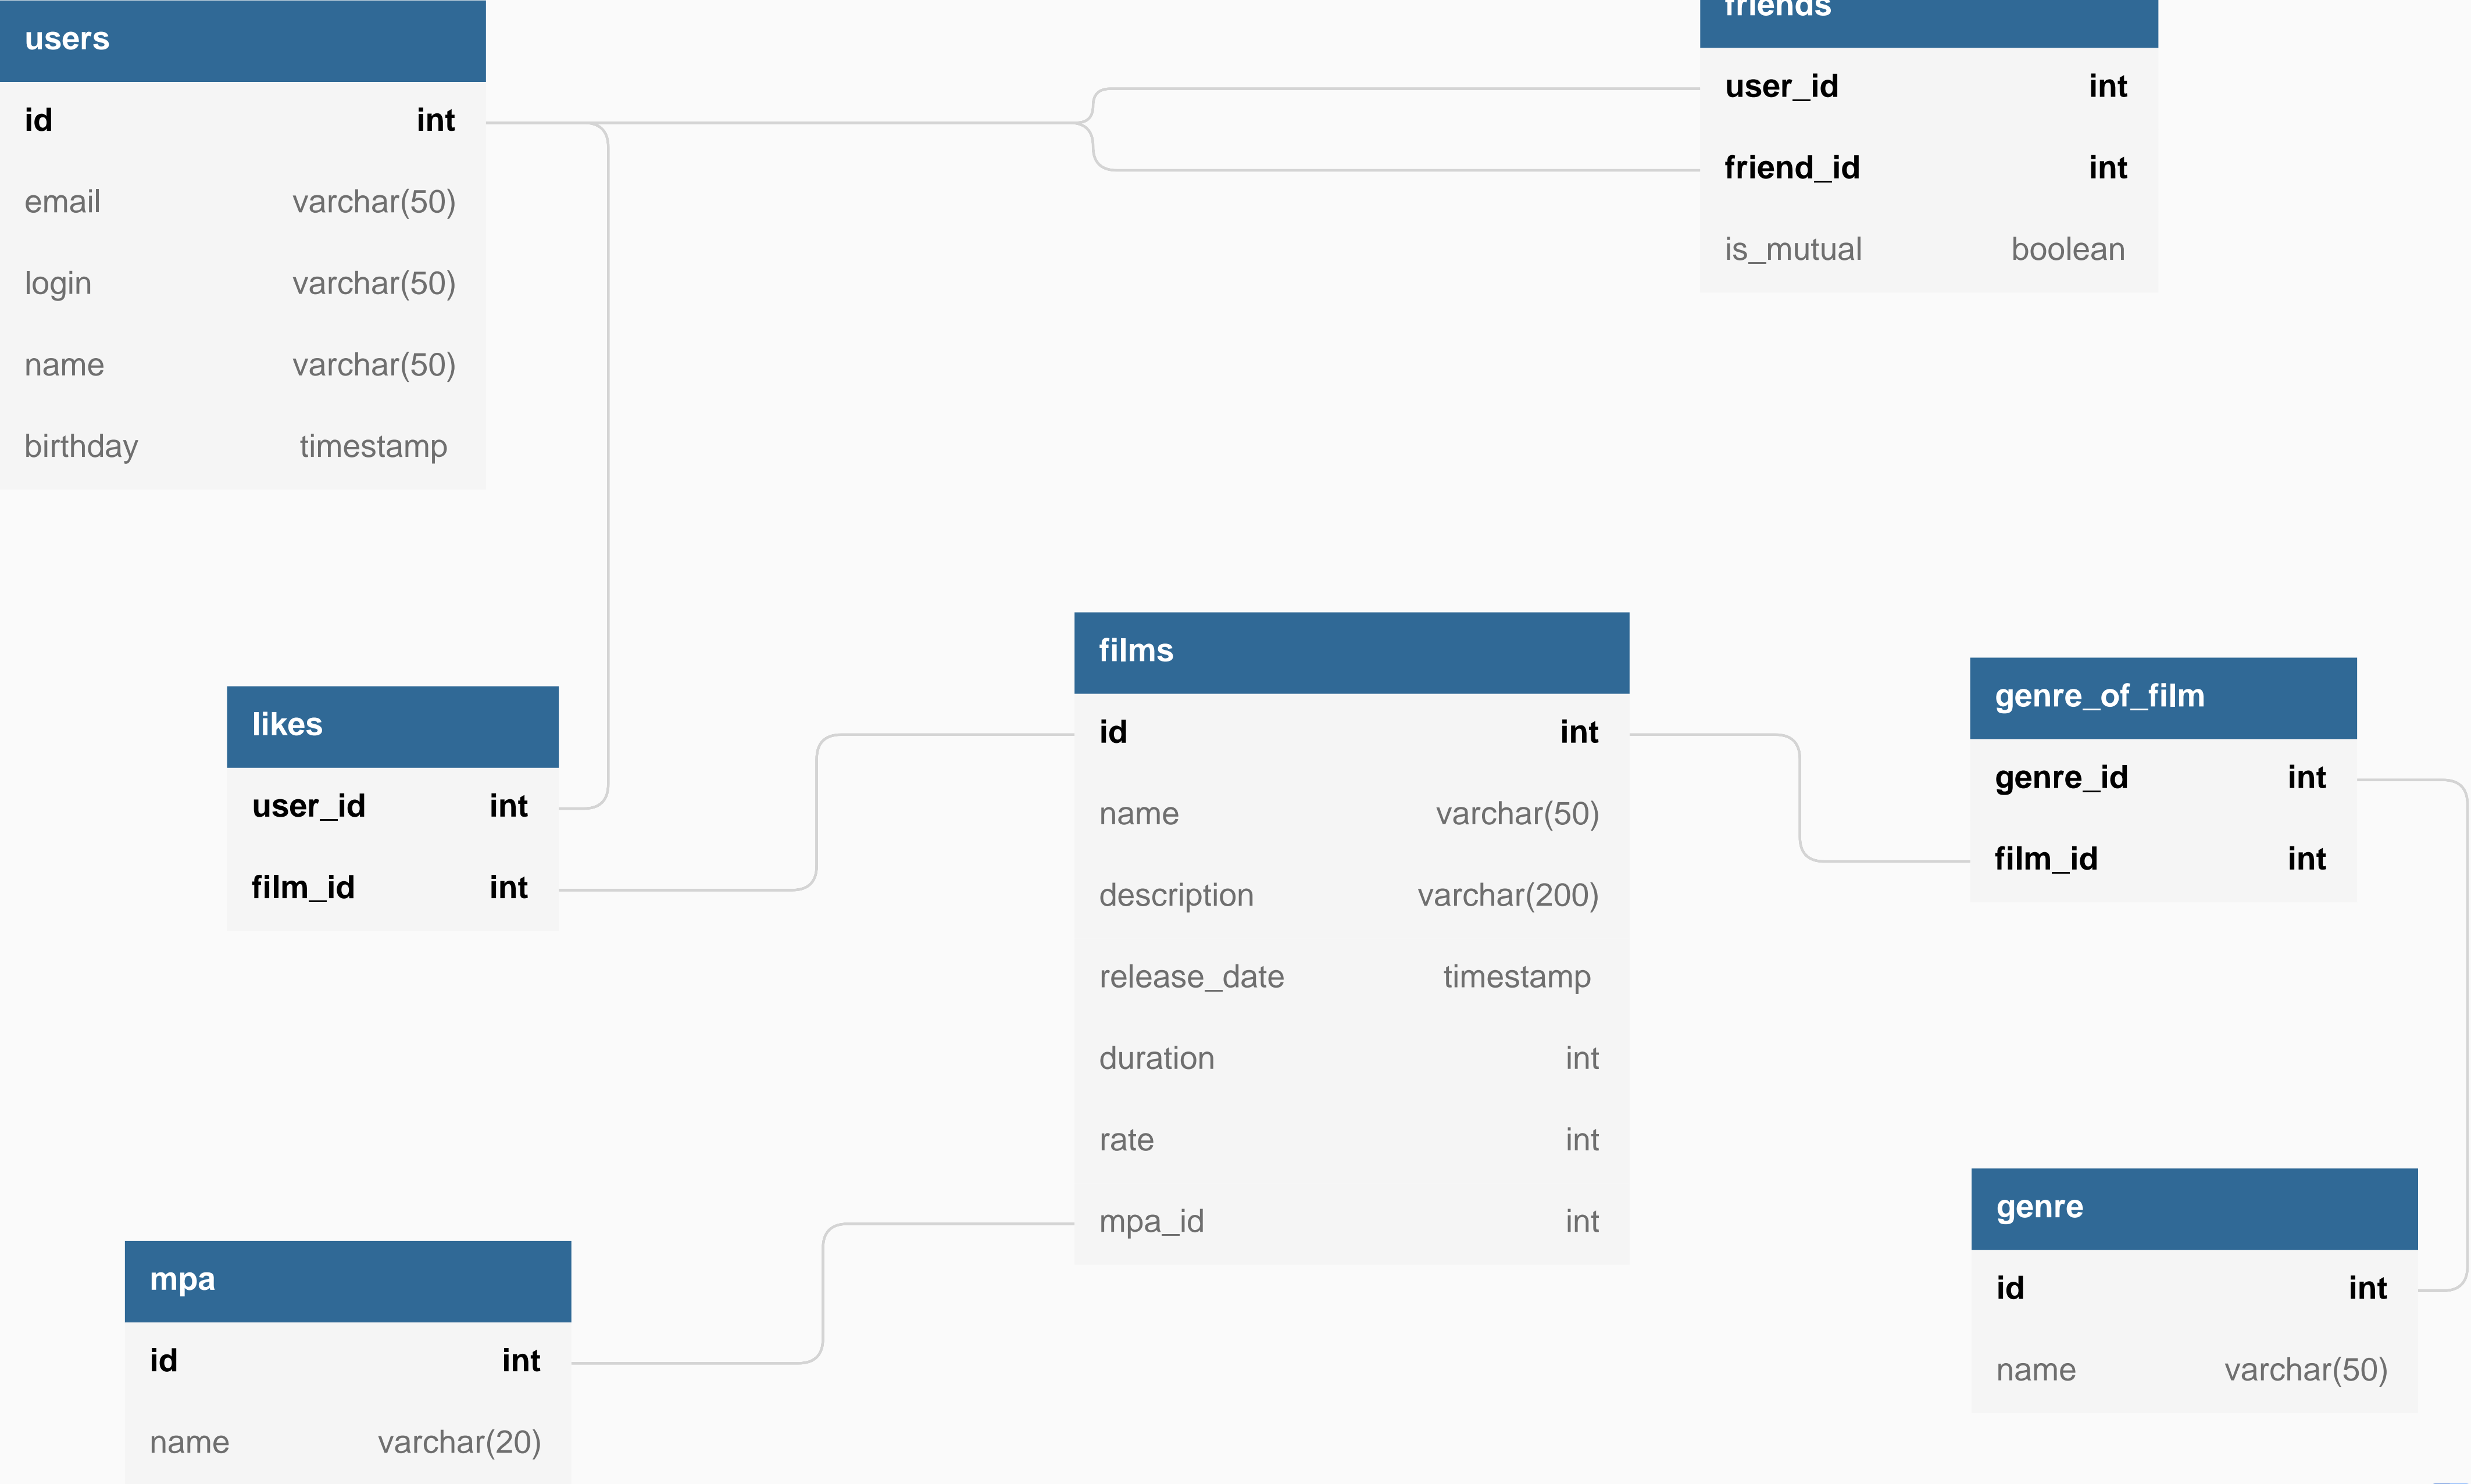 users
id int
email varchar(50)
login varchar(50)
name varchar(50)
birthday timestamp
friends
user_id int
friend_id int
is_mutual boolean
likes
user_id int
film_id int
films
id int
name varchar(50)
description varchar(200)
release_date timestamp
duration int
rate int
mpa_id int
genre_of_film
genre_id int
film_id int
mpa
id int
name varchar(20)
genre
id int
name varchar(50)